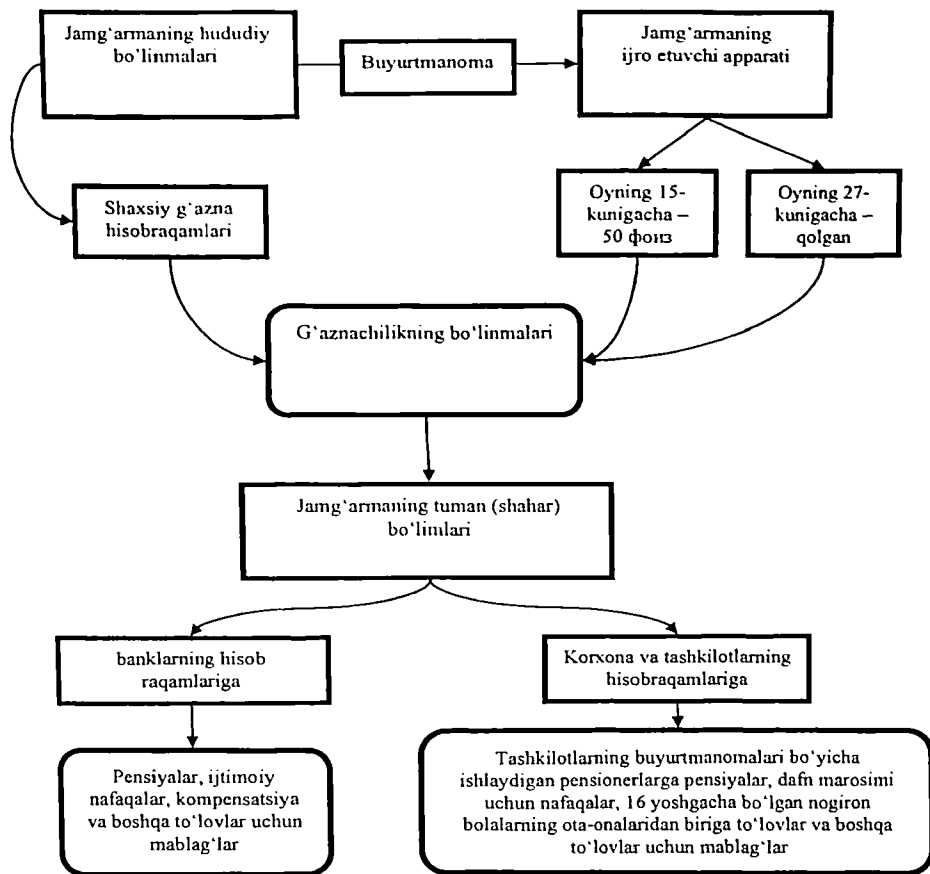 Jamg‘armaning hududiy
bo‘linmalari
Buyurtmanoma
Jamg‘armaning
ijro etuvchi apparati
Shaxsiy g‘azna
hisobraqamlari
Oyning 15-
kunigacha –
50 фоиз
Oyning 27-
kunigacha –
qolgan
G‘aznachilikning bo‘linmalari
Jamg‘armaning tuman (shahar)
bo‘limlari
banklarning hisob
raqamlariga
Korxona va tashkilotlarning
hisobraqamlariga
Pensiyalar, ijtimoiy
nafaqalar, kompensatsiya
va boshqa to‘lovlar uchun
mablag‘lar
Tashkilotlarning buyurtmanomalari bo‘yicha
ishlaydigan pensionerlarga pensiyalar, dafn marosimi
uchun nafaqalar, 16 yoshgacha bo‘lgan nogiron
bolalarning ota-onalaridan biriga to‘lovlar va boshqa
to‘lovlar uchun mablag‘lar